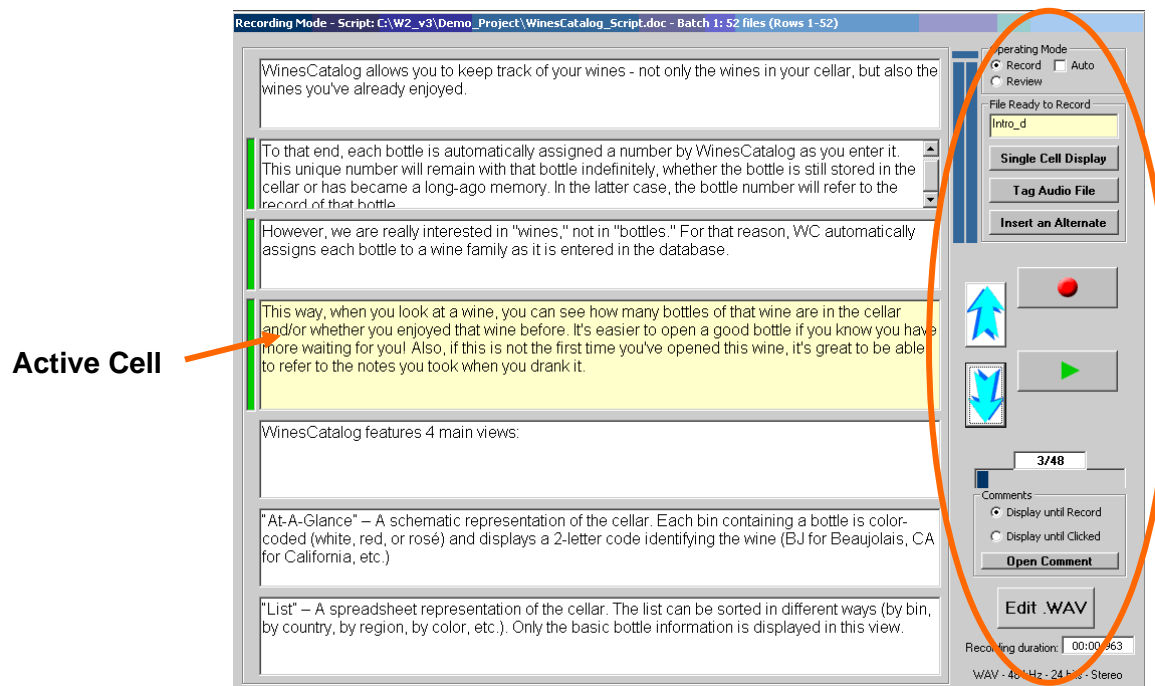 Recording Mode - Script: C:\W2_v3\Demo_Project\WinesCatalog_Script.doc - Batch 1: 52 files (Rows 1-52)
WinesCatalog allows you to keep track of your wines - not only the wines in your cellar, but also the
wines you've already enjoyed.
To that end, each bottle is automatically assigned a number by WinesCatalog as you enter it.
This unique number will remain with that bottle indefinitely, whether the bottle is still stored in the
cellar or has became a long-ago memory. In the latter case, the bottle number will refer to the
record of that bottle
However, we are really interested in "wines," not in "bottles." For that reason, WC automatically
assigns each bottle to a wine family as it is entered in the database.
Active Cell
This way, when you look at a wine, you can see how many bottles of that wine are in the cellar
and/or whether you enjoyed that wine before. It's easier to open a good bottle if you know you have
more waiting for you! Also, if this is not the first time you've opened this wine, it's great to be able
to refer to the notes you took when you drank it.
WinesCatalog features 4 main views:
"At-A-Glance" – A schematic representation of the cellar. Each bin containing a bottle is color-
coded (white, red, or rosé) and displays a 2-letter code identifying the wine (BJ for Beaujolais, CA
for California, etc.)
"List" – A spreadsheet representation of the cellar. The list can be sorted in different ways (by bin,
by country, by region, by color, etc.). Only the basic bottle information is displayed in this view.
Operating Mode
Record Auto
Review
File Ready to Record
Intro_d
Single Cell Display
Tag Audio File
Insert an Alternate
3/48
Comments
Display until Record
Display until Clicked
Open Comment
Edit .WAV
Recording duration: 00:00:963
WAV - 48 kHz - 24 bits - Stereo